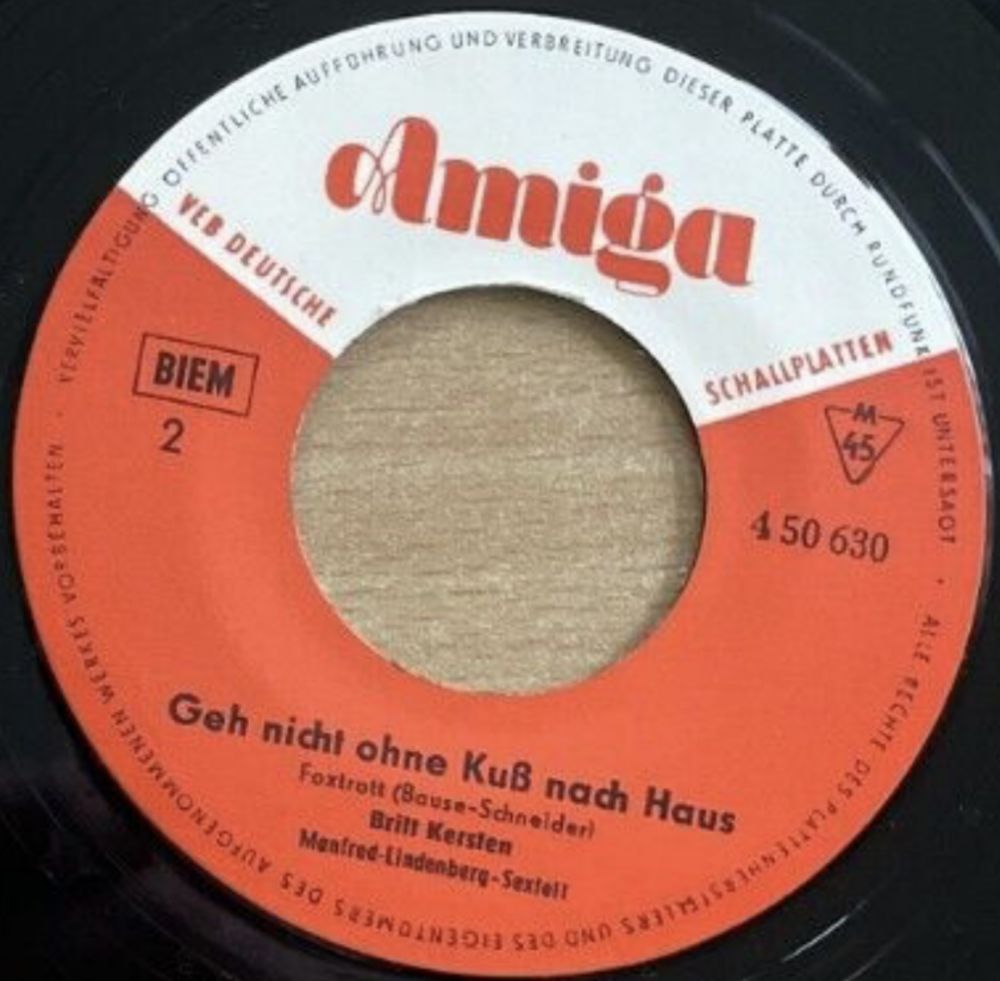 VERVIELFÄLTIGUNG ÖFFENTLICHE AUFFÜHRUNG UND VERBREITUNG DIESER PLATTE DURCH RUNDFUNK IST UNTERSAGT · ALLE RECHTE DES PLATTENHERSTELLERS UND DES EIGENTÜMERS DES AUFGENOMMENEN WERKES VORBEHALTEN ·
Amiga
VEB DEUTSCHE
SCHALLPLATTEN
BIEM
2
M
45
4 50 630
Geh nicht ohne Kuß nach Haus
Foxtrott (Bause-Schneider)
Britt Kersten
Manfred-Lindenberg-Sextett